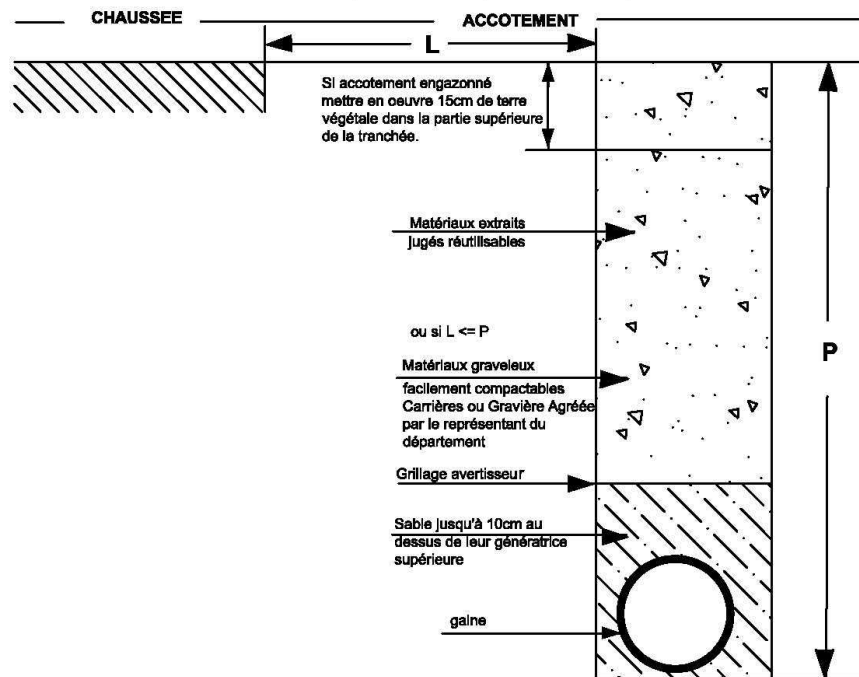 CHAUSSEE
ACCOTEMENT
L
Si accotement engazonné
mettre en oeuvre 15cm de terre
végétale dans la partie supérieure
de la tranchée.
Matériaux extraits
jugés réutilisables
ou si L <= P
P
Matériaux graveleux
facilement compactables
Carrières ou Gravière Agréée
par le représentant du
département
Grillage avertisseur
Sable jusqu'à 10cm au
dessus de leur génératrice
supérieure
gaine